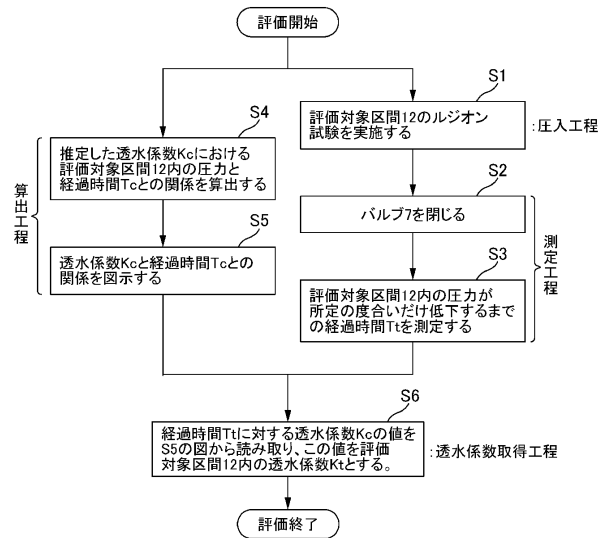 評価開始
S1
評価対象区間12のルジオン
試験を実施する
:圧入工程
S4
推定した透水係数Kcにおける
評価対象区間12内の圧力と
経過時間Tcとの関係を算出する
算出工程
S2
バルブ7を閉じる
S5
透水係数Kcと経過時間Tcとの
関係を図示する
測定工程
S3
評価対象区間12内の圧力が
所定の度合いだけ低下するまで
の経過時間Ttを測定する
S6
経過時間Ttに対する透水係数Kcの値を
S5の図から読み取り、この値を評価
対象区間12内の透水係数Ktとする。
:透水係数取得工程
評価終了